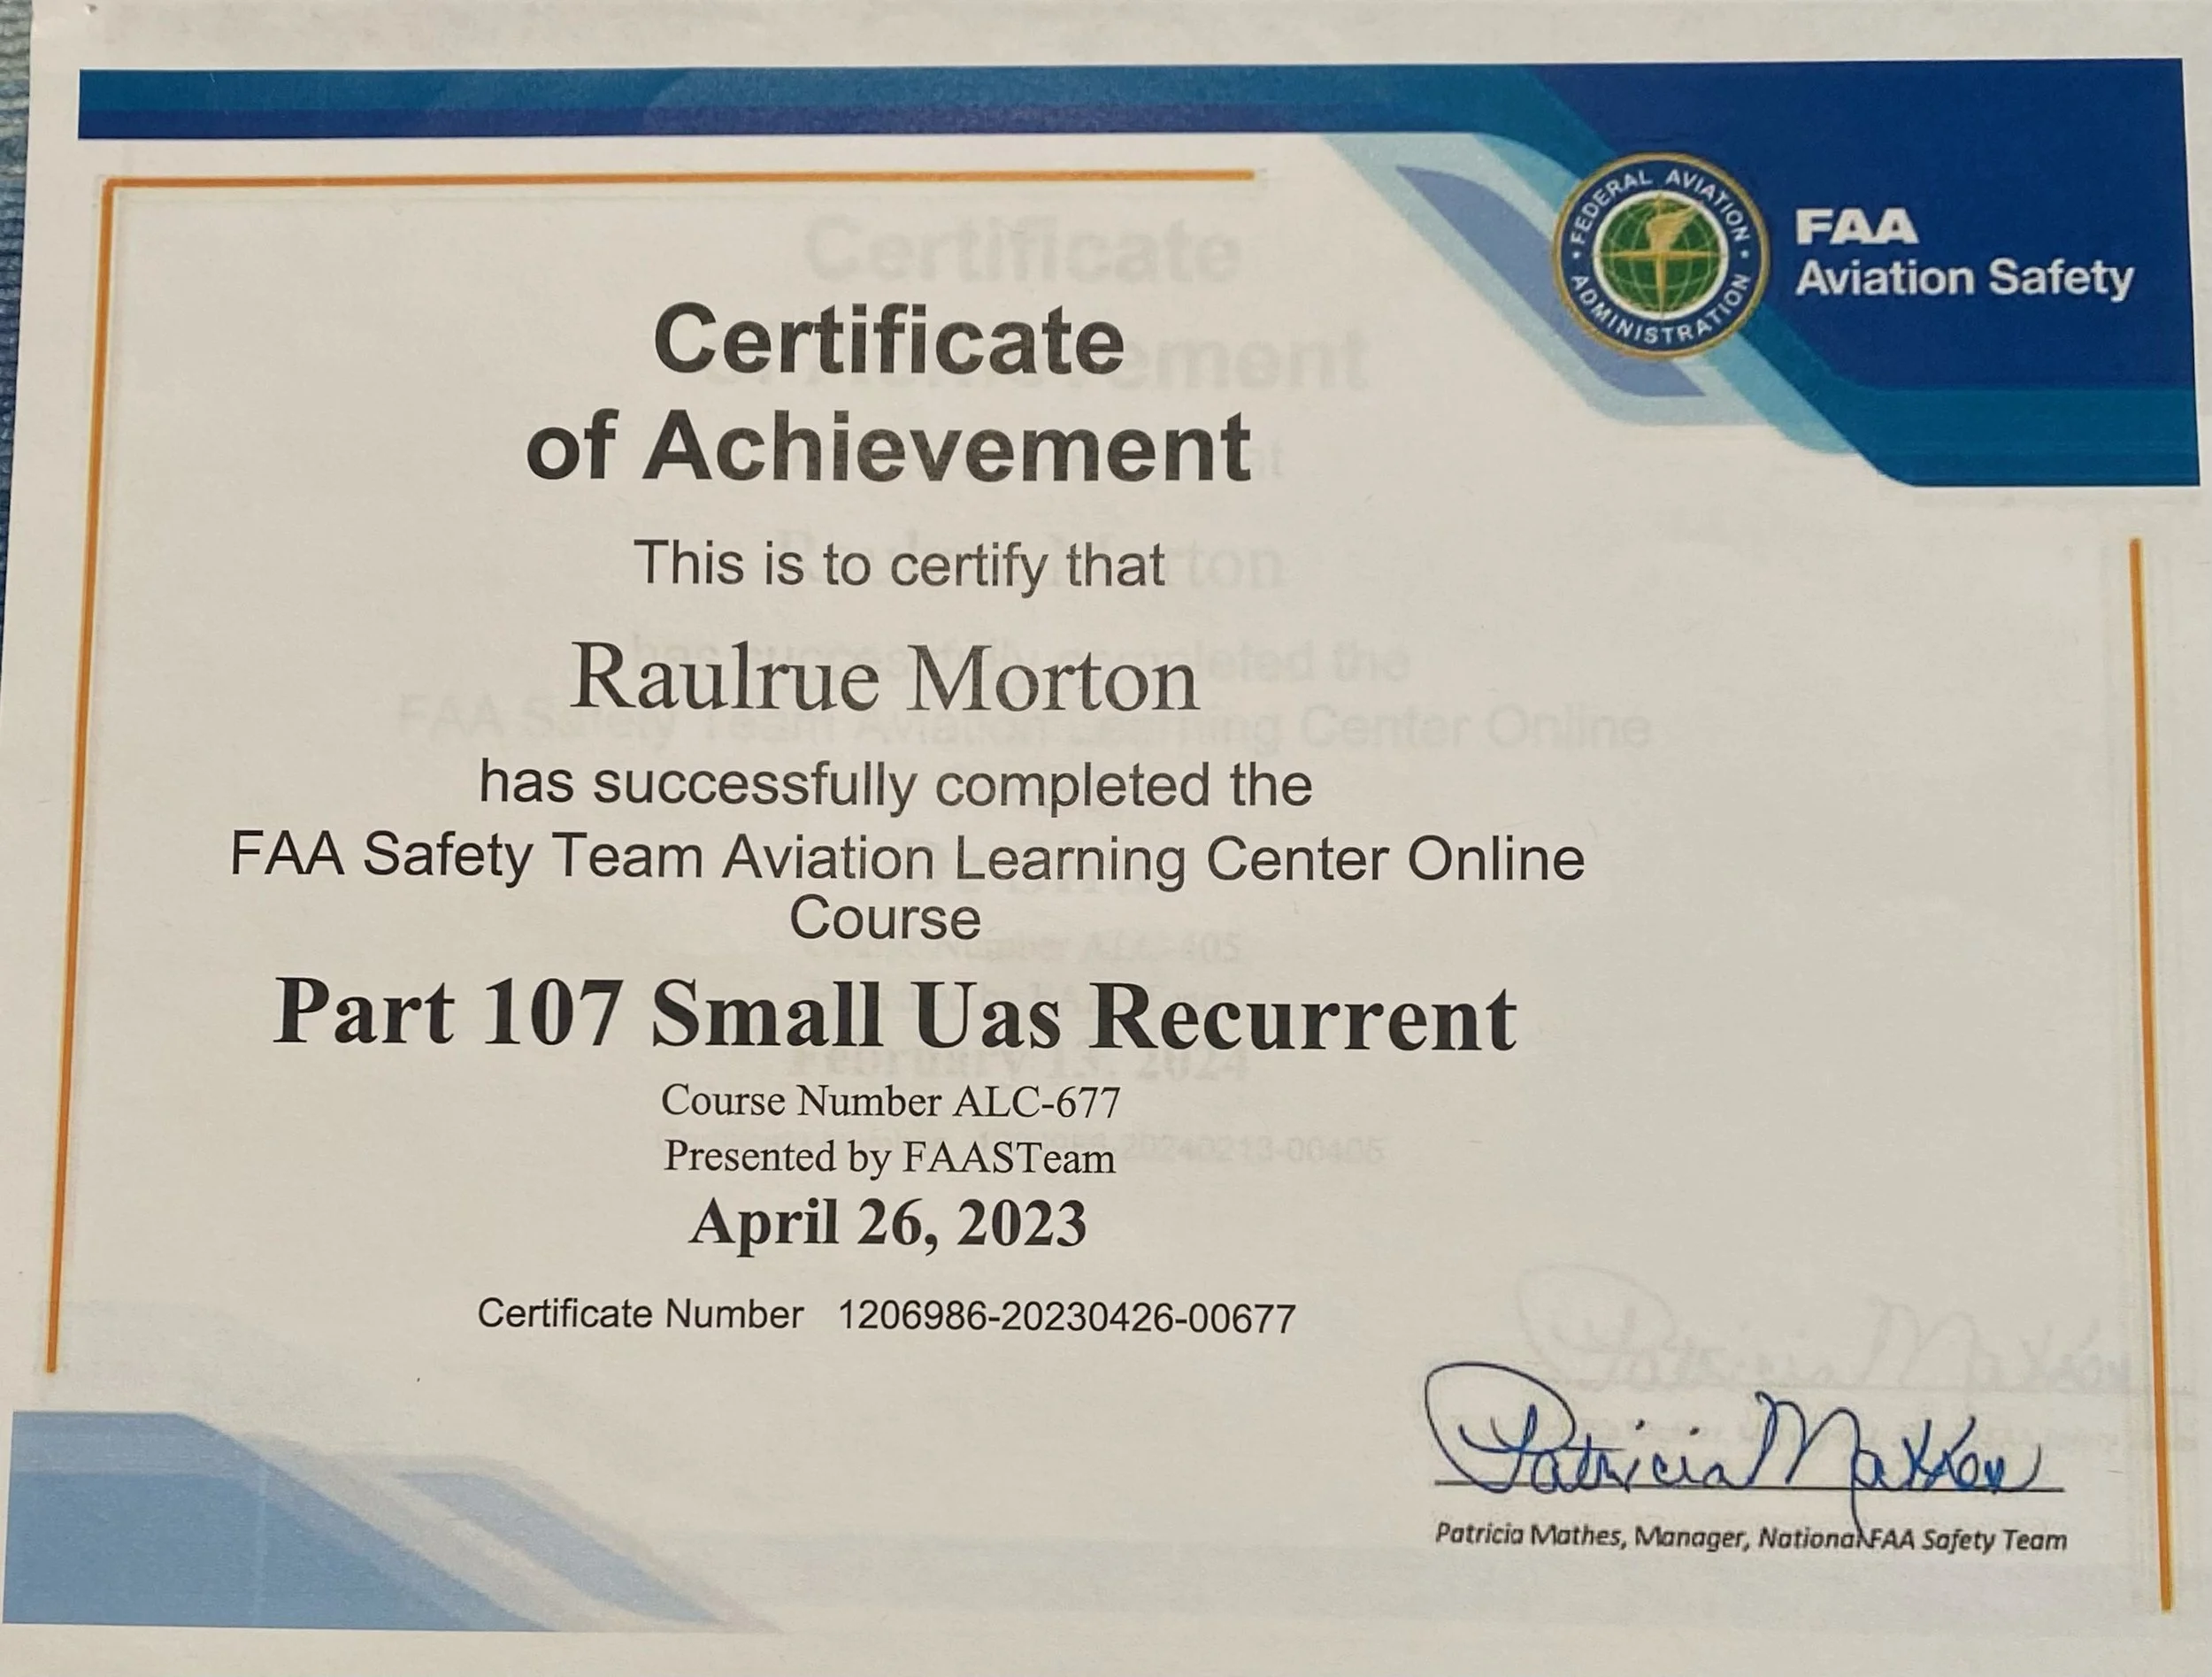 FEDERAL AVIATION
ADMINISTRATION
FAA
Aviation Safety
Certificate
of Achievement
This is to certify that
Raulrue Morton
has successfully completed the
FAA Safety Team Aviation Learning Center Online
Course
Part 107 Small Uas Recurrent
Course Number ALC-677
Presented by FAASTeam
April 26, 2023
Certificate Number 1206986-20230426-00677
Patricia Mathes, Manager, National FAA Safety Team